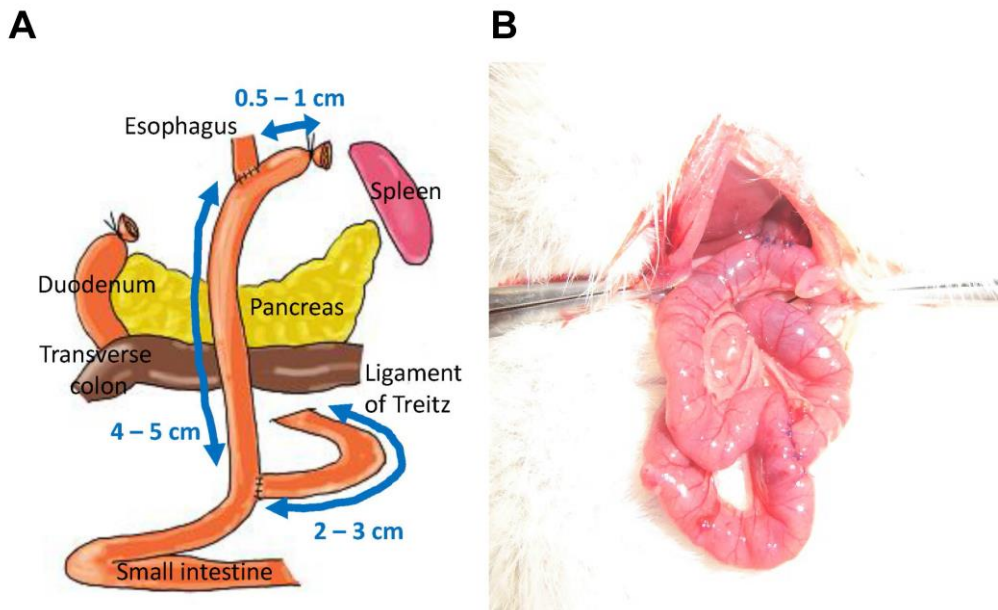 A
B
0.5 – 1 cm
Esophagus
Spleen
Duodenum
Pancreas
Transverse
colon
Ligament
of Treitz
4 – 5 cm
2 – 3 cm
Small intestine